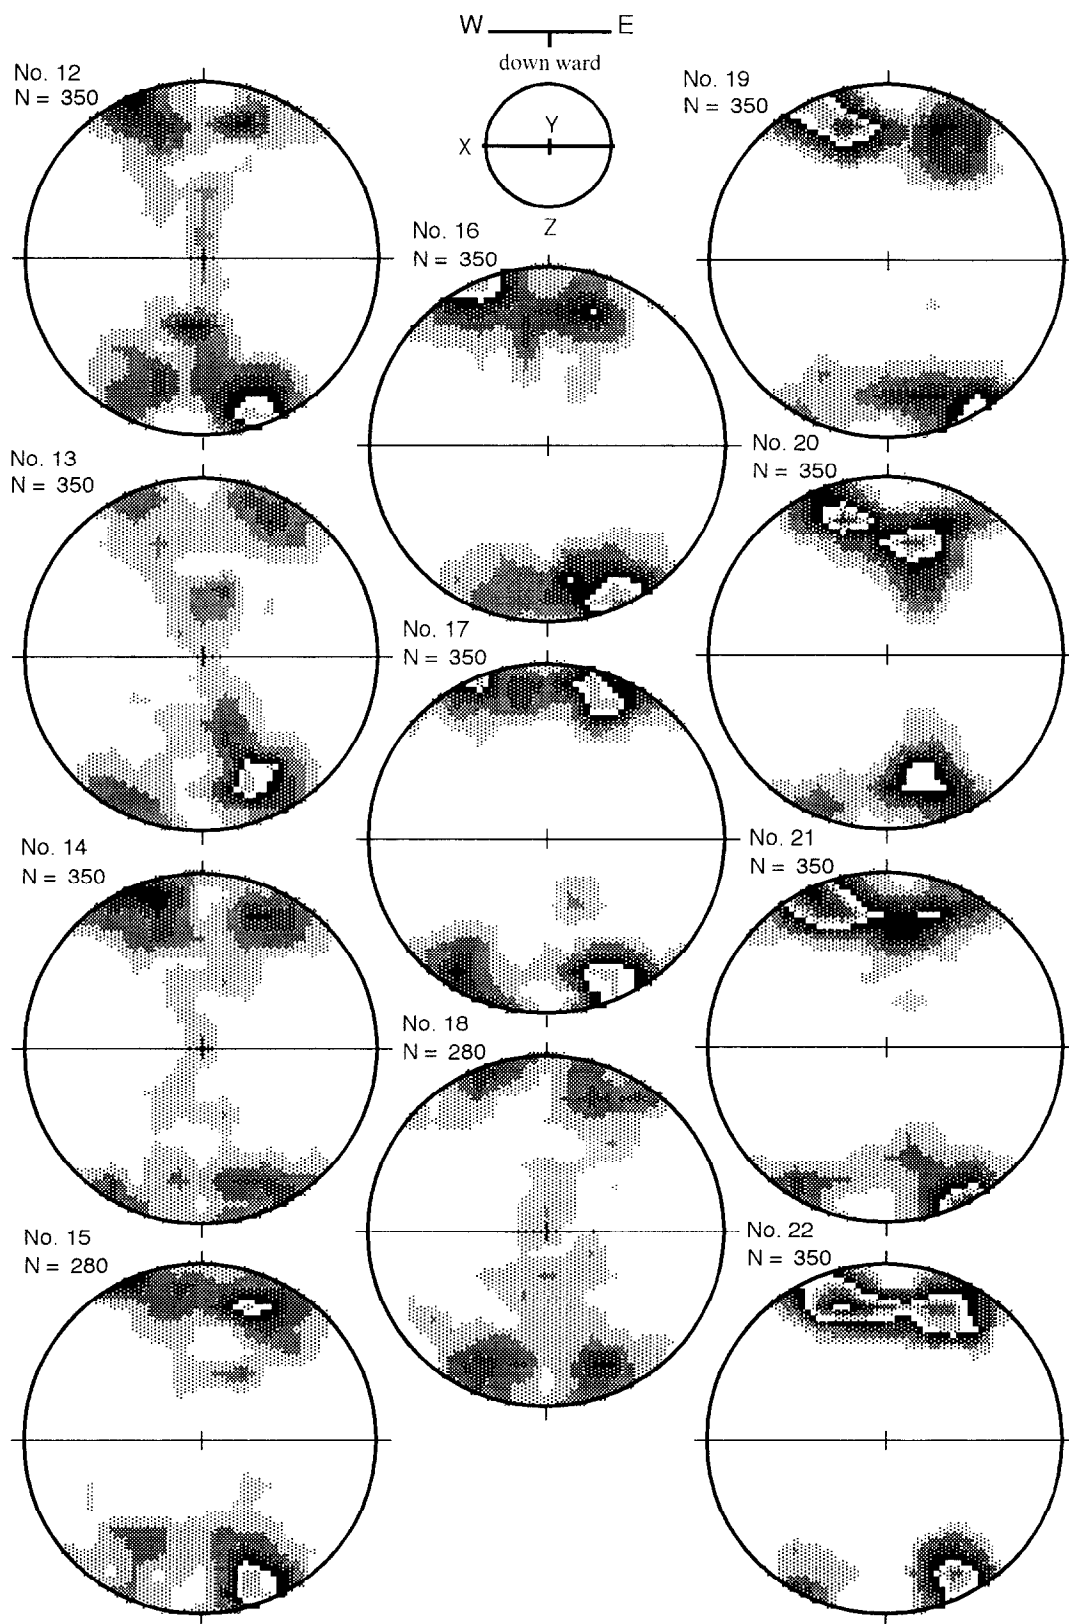 W E
down ward
X Y
Z
No. 12
N = 350
No. 13
N = 350
No. 14
N = 350
No. 15
N = 280
No. 16
N = 350
No. 17
N = 350
No. 18
N = 280
No. 19
N = 350
No. 20
N = 350
No. 21
N = 350
No. 22
N = 350